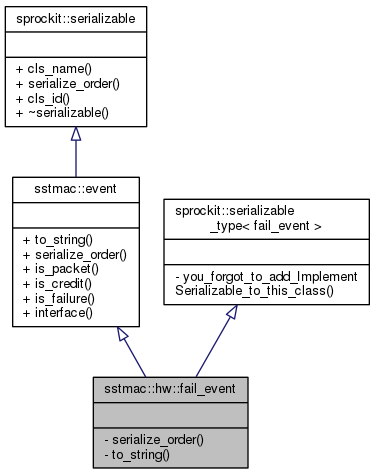 sprockit::serializable
+ cls_name()
+ serialize_order()
+ cls_id()
+ ~serializable()
sstmac::event
+ to_string()
+ serialize_order()
+ is_packet()
+ is_credit()
+ is_failure()
+ interface()
sprockit::serializable
_type< fail_event >
- you_forgot_to_add_Implement
Serializable_to_this_class()
sstmac::hw::fail_event
- serialize_order()
- to_string()